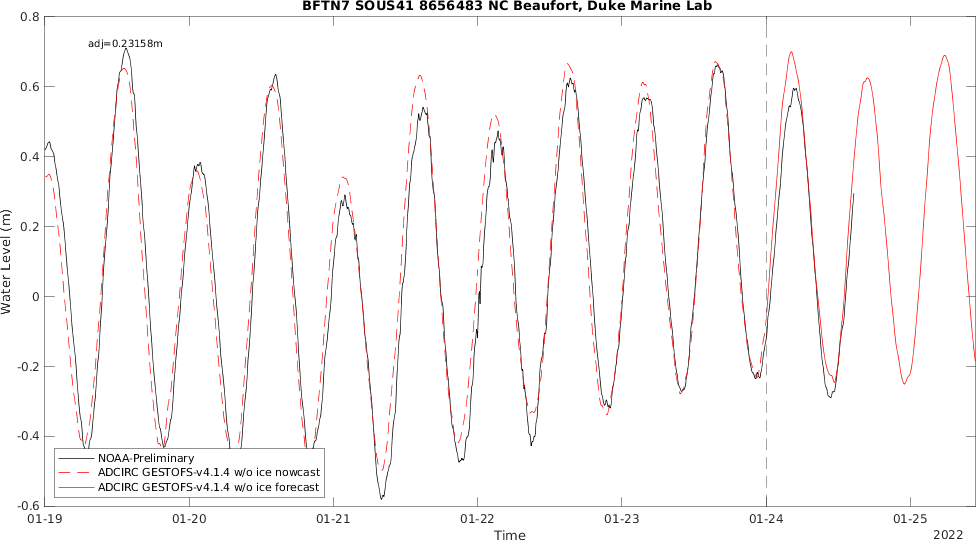 BFTN7 SOUS41 8656483 NC Beaufort, Duke Marine Lab
adj=0.23158m
0.8
0.6
0.4
0.2
0
-0.2
-0.4
-0.6
Water Level (m)
NOAA-Preliminary
ADCIRC GESTOFS-v4.1.4 w/o ice nowcast
ADCIRC GESTOFS-v4.1.4 w/o ice forecast
01-19 01-20 01-21 01-22 01-23 01-24 01-25
Time
2022